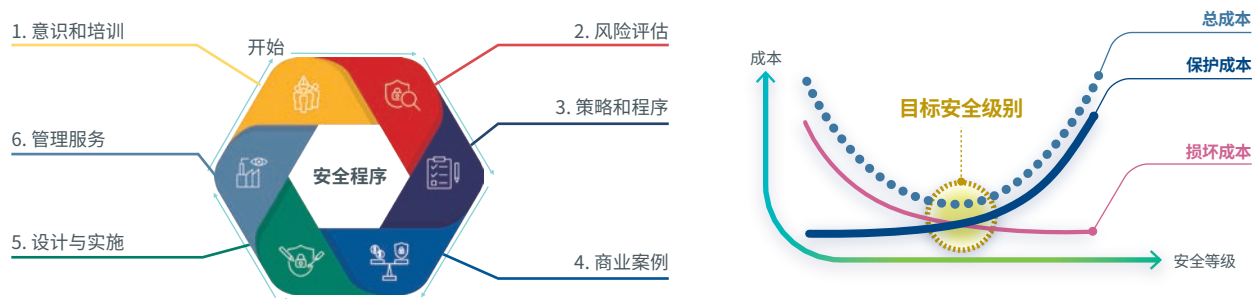 1. 意识和培训
开始
2. 风险评估
3. 策略和程序
6. 管理服务
安全程序
5. 设计与实施
4. 商业案例
总成本
成本
保护成本
目标安全级别
损坏成本
安全等级